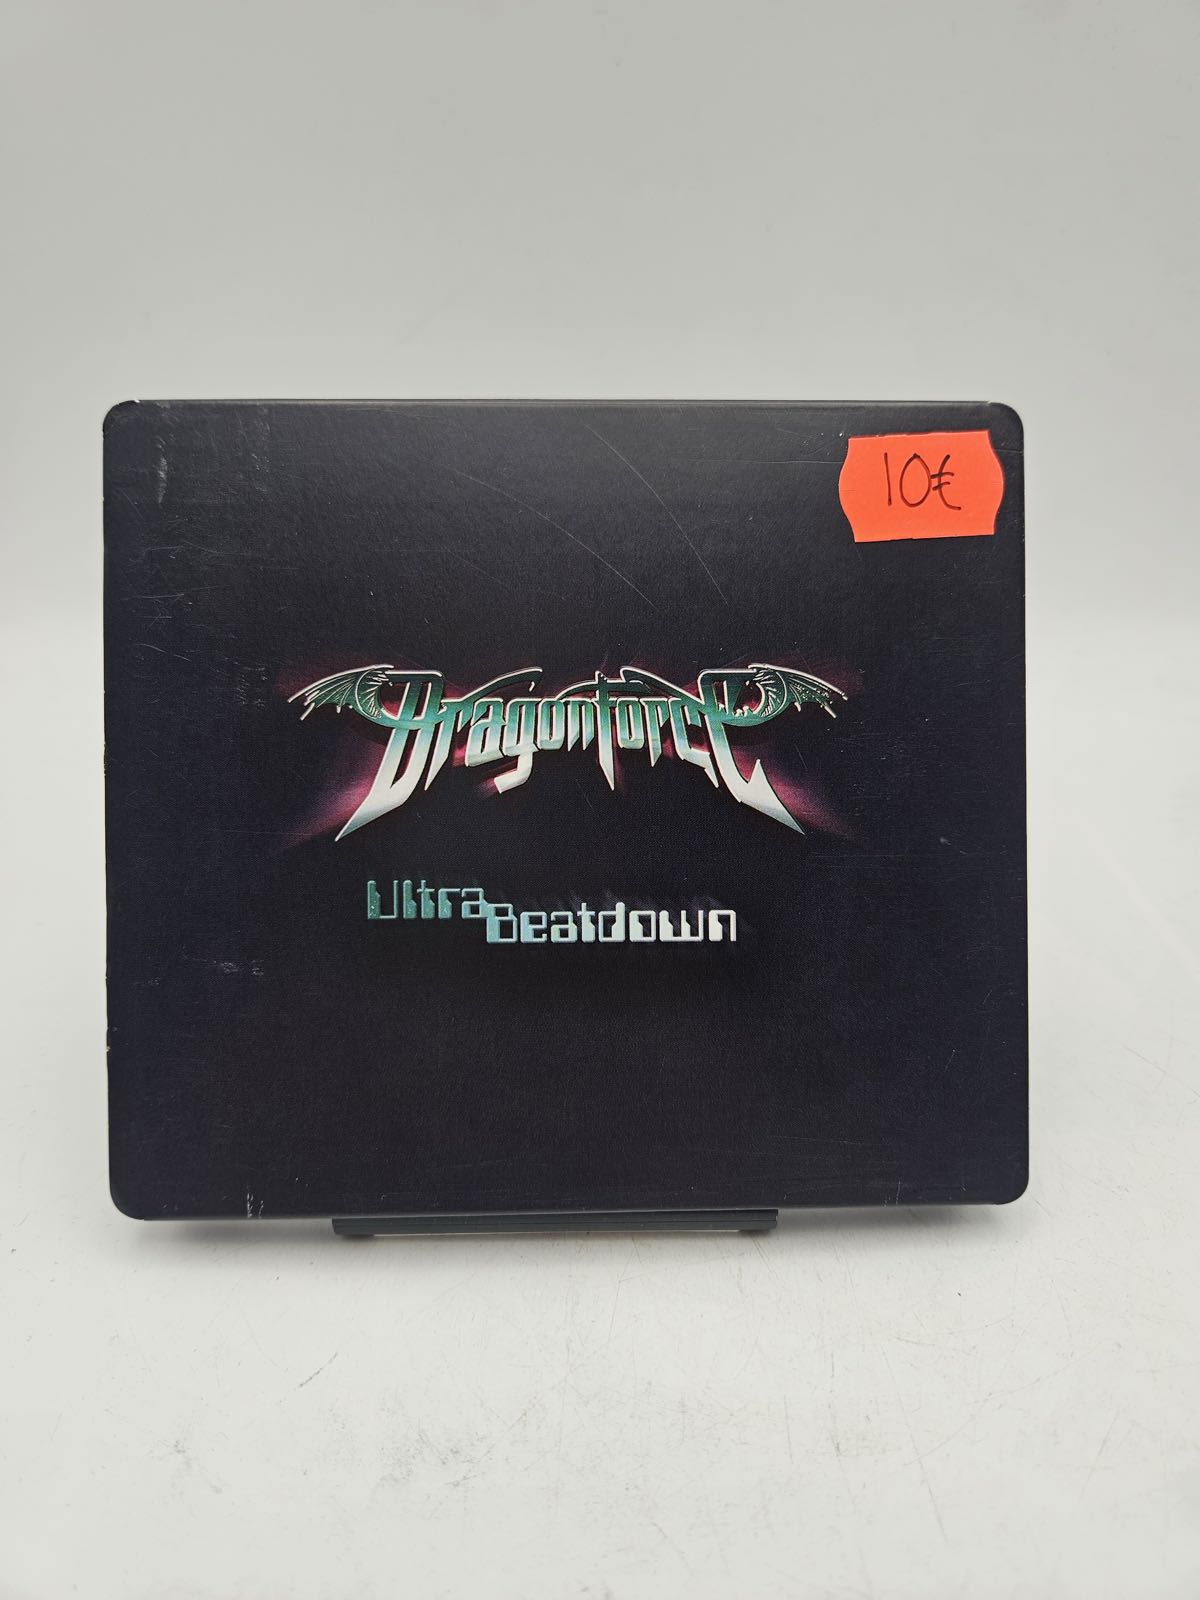 10€
Dragonforce
Ultra
Beatdown